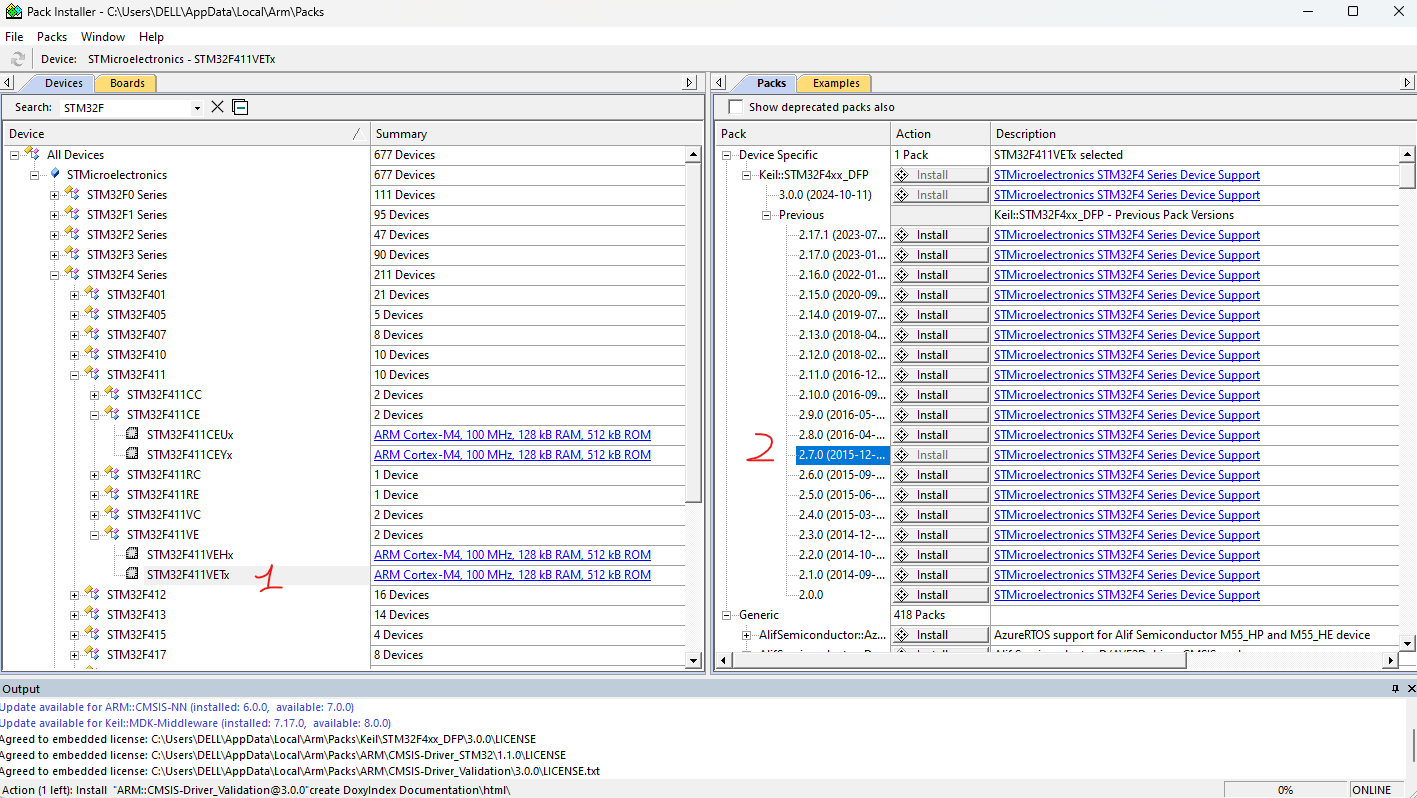 Pack Installer - C:\Users\DELL\AppData\Local\Arm\Packs
File Packs Window Help
Device: STMicroelectronics - STM32F411VETx
Devices Boards
Search: STM32F
Device Summary
All Devices 677 Devices
STMicroelectronics 677 Devices
STM32F0 Series 111 Devices
STM32F1 Series 95 Devices
STM32F2 Series 47 Devices
STM32F3 Series 90 Devices
STM32F4 Series 211 Devices
STM32F401 21 Devices
STM32F405 5 Devices
STM32F407 8 Devices
STM32F410 10 Devices
STM32F411 10 Devices
STM32F411CC 2 Devices
STM32F411CE 2 Devices
STM32F411CEUx ARM Cortex-M4, 100 MHz, 128 kB RAM, 512 kB ROM
STM32F411CEYx ARM Cortex-M4, 100 MHz, 128 kB RAM, 512 kB ROM
STM32F411RC 1 Device
STM32F411RE 1 Device
STM32F411VC 2 Devices
STM32F411VE 2 Devices
STM32F411VEHx ARM Cortex-M4, 100 MHz, 128 kB RAM, 512 kB ROM
STM32F411VETx 1 ARM Cortex-M4, 100 MHz, 128 kB RAM, 512 kB ROM
STM32F412 16 Devices
STM32F413 14 Devices
STM32F415 4 Devices
STM32F417 8 Devices
Packs Examples
Show deprecated packs also
Pack Action Description
Device Specific 1 Pack STM32F411VETx selected
Keil::STM32F4xx_DFP Install STMicroelectronics STM32F4 Series Device Support
3.0.0 (2024-10-11) Install STMicroelectronics STM32F4 Series Device Support
Previous Keil::STM32F4xx_DFP - Previous Pack Versions
2.17.1 (2023-07... Install STMicroelectronics STM32F4 Series Device Support
2.17.0 (2023-01... Install STMicroelectronics STM32F4 Series Device Support
2.16.0 (2022-01... Install STMicroelectronics STM32F4 Series Device Support
2.15.0 (2020-09... Install STMicroelectronics STM32F4 Series Device Support
2.14.0 (2019-07... Install STMicroelectronics STM32F4 Series Device Support
2.13.0 (2018-04... Install STMicroelectronics STM32F4 Series Device Support
2.12.0 (2018-02... Install STMicroelectronics STM32F4 Series Device Support
2.11.0 (2016-12... Install STMicroelectronics STM32F4 Series Device Support
2.10.0 (2016-09... Install STMicroelectronics STM32F4 Series Device Support
2.9.0 (2016-05-... Install STMicroelectronics STM32F4 Series Device Support
2.8.0 (2016-04-... Install STMicroelectronics STM32F4 Series Device Support
2 2.7.0 (2015-12-... Install STMicroelectronics STM32F4 Series Device Support
2.6.0 (2015-09-... Install STMicroelectronics STM32F4 Series Device Support
2.5.0 (2015-06-... Install STMicroelectronics STM32F4 Series Device Support
2.4.0 (2015-03-... Install STMicroelectronics STM32F4 Series Device Support
2.3.0 (2014-12-... Install STMicroelectronics STM32F4 Series Device Support
2.2.0 (2014-10-... Install STMicroelectronics STM32F4 Series Device Support
2.1.0 (2014-09-... Install STMicroelectronics STM32F4 Series Device Support
2.0.0 Install STMicroelectronics STM32F4 Series Device Support
Generic 418 Packs
AlifSemiconductor::Az... Install AzureRTOS support for Alif Semiconductor M55_HP and M55_HE device
Output
Update available for ARM::CMSIS-NN (installed: 6.0.0, available: 7.0.0)
Update available for Keil::MDK-Middleware (installed: 7.17.0, available: 8.0.0)
Agreed to embedded license: C:\Users\DELL\AppData\Local\Arm\Packs\Keil\STM32F4xx_DFP\3.0.0\LICENSE
Agreed to embedded license: C:\Users\DELL\AppData\Local\Arm\Packs\ARM\CMSIS-Driver_STM32\1.1.0\LICENSE
Agreed to embedded license: C:\Users\DELL\AppData\Local\Arm\Packs\ARM\CMSIS-Driver_Validation\3.0.0\LICENSE.txt
Action (1 left): Install "ARM::CMSIS-Driver_Validation@3.0.0"create DoxyIndex Documentation\html\ 0% ONLINE